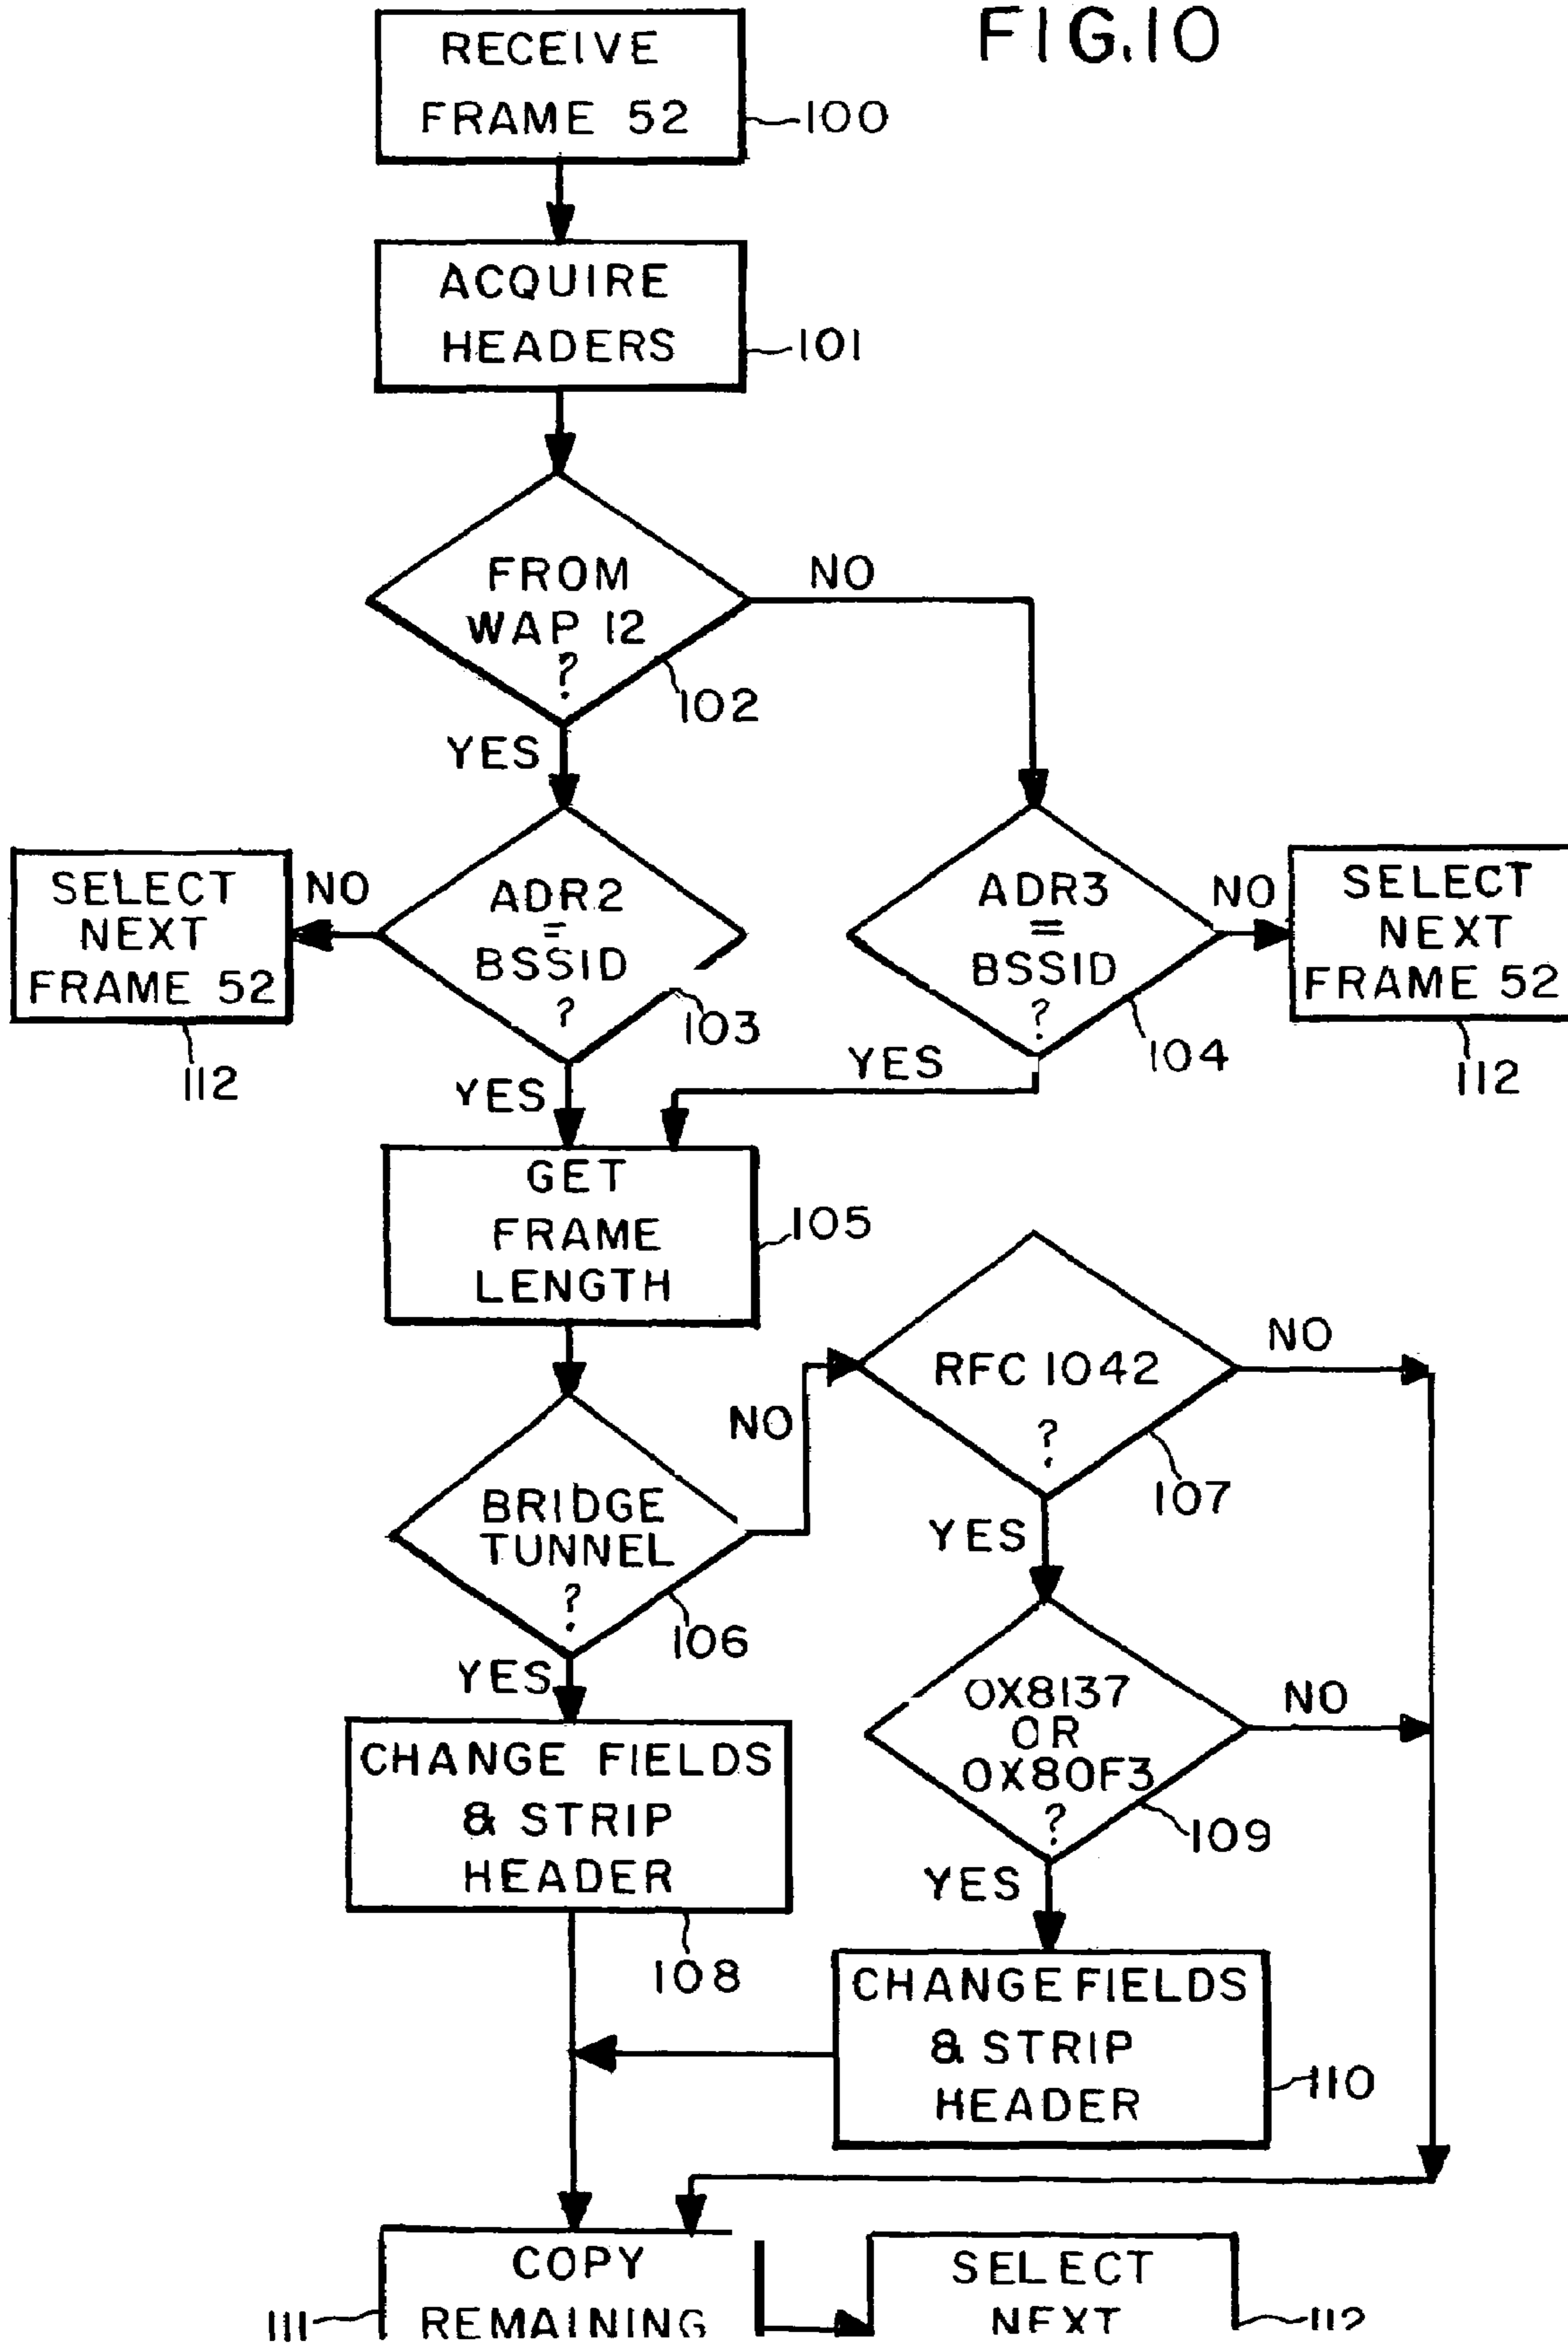 FIG.10
RECEIVE
FRAME 52
100
ACQUIRE
HEADERS
101
FROM
WAP 12
?
102
NO
YES
SELECT
NEXT
FRAME 52
112
NO
ADR2
=
BSSID
?
103
ADR3
=
BSSID
?
104
NO
SELECT
NEXT
FRAME 52
112
YES
YES
GET
FRAME
LENGTH
105
BRIDGE
TUNNEL
?
106
NO
RFC 1042
?
107
NO
YES
YES
0X8137
OR
0X80F3
?
109
NO
CHANGE FIELDS
& STRIP
HEADER
108
YES
CHANGE FIELDS
& STRIP
HEADER
110
COPY
REMAINING
111
SELECT
NEXT
112